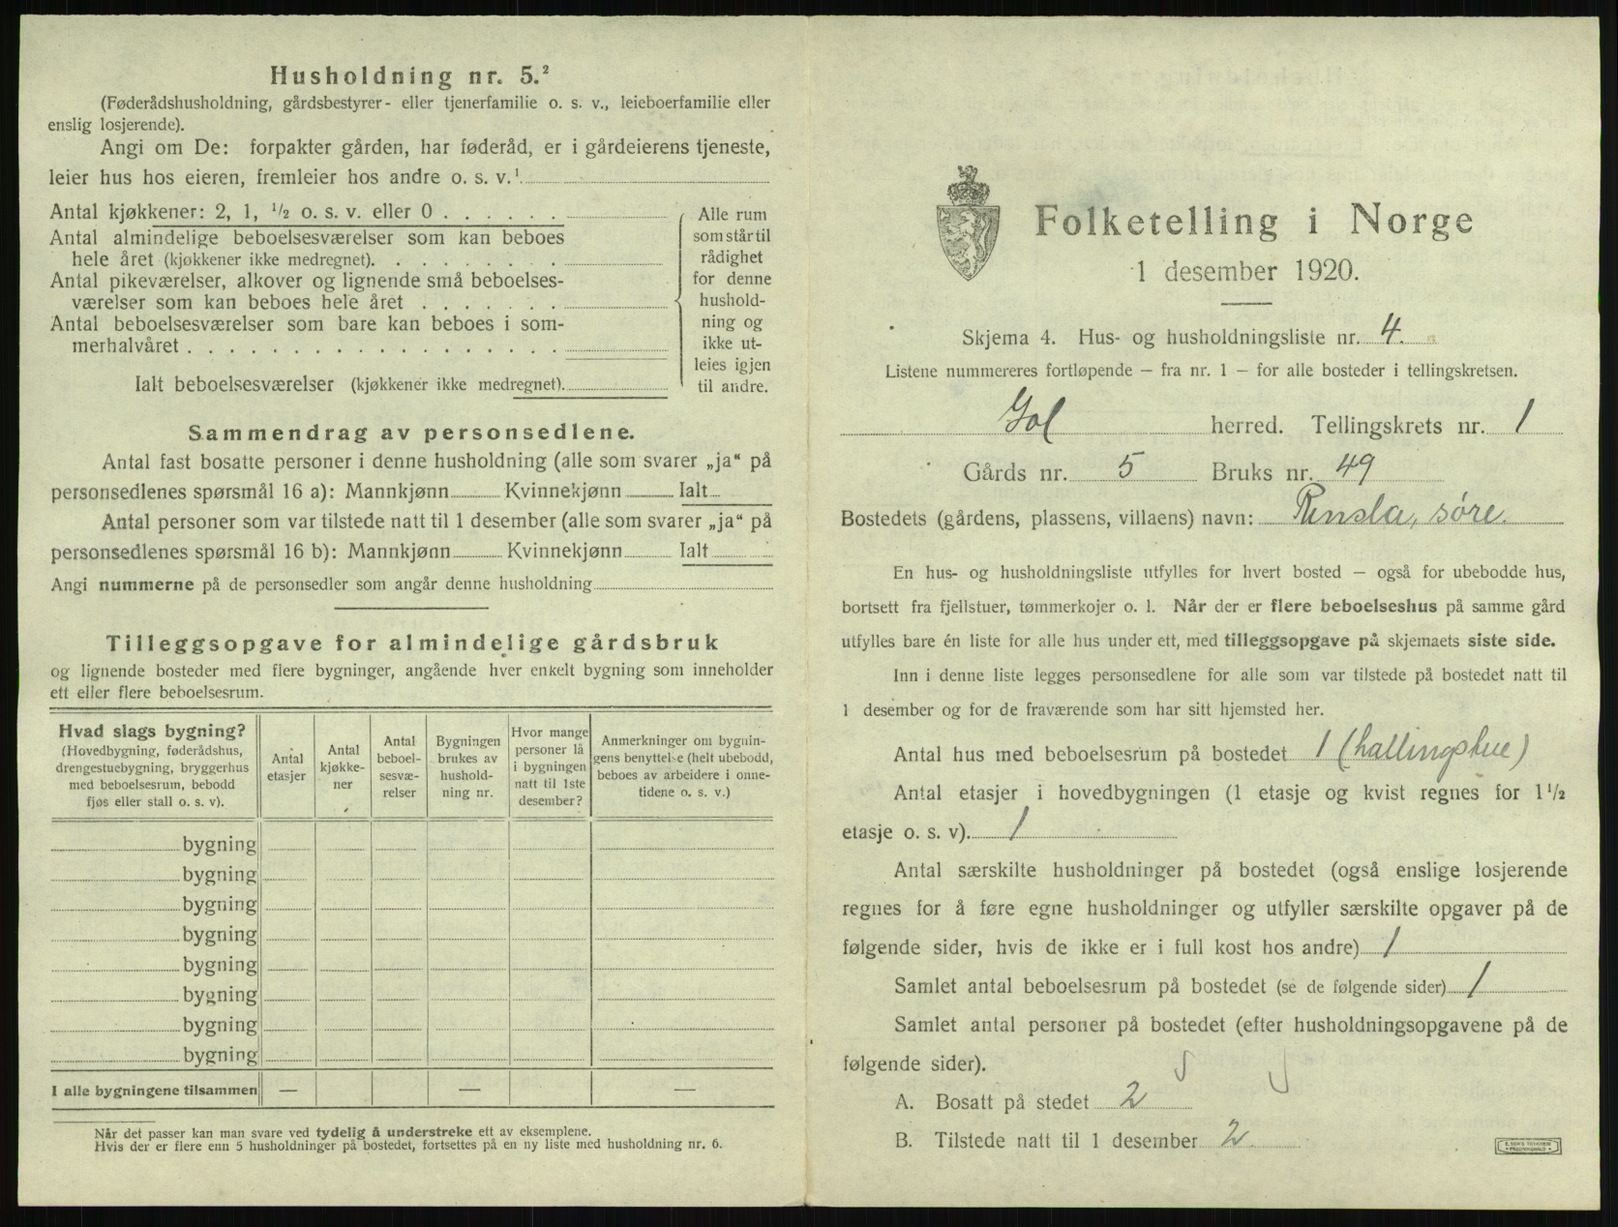 Husholdning nr. 5.²
(Føderådshusholdning, gårdsbestyrer- eller tjenerfamilie o. s. v., leieboerfamilie eller
enslig losjerende).
Angi om De: forpakter gården, har føderåd, er i gårdeierens tjeneste,
leier hus hos eieren, fremleier hos andre o. s. v.¹
Antal kjøkkener: 2, 1, ½ o. s. v. eller 0 . . . . . .
Antal almindelige beboelsesværelser som kan beboes
hele året (kjøkkener ikke medregnet). . . . . . . .
Antal pikeværelser, alkover og lignende små beboelses-
værelser som kan beboes hele året . . . . . . .
Antal beboelsesværelser som bare kan beboes i som-
merhalvåret . . . . . . . . . . . . . . .
Ialt beboelsesværelser (kjøkkener ikke medregnet).
Alle rum
som står til
rådighet
for denne
hushold-
ning og
ikke ut-
leies igjen
til andre.
Sammendrag av personsedlene.
Antal fast bosatte personer i denne husholdning (alle som svarer „ja“ på
personsedlenes spørsmål 16 a): Mannkjønn Kvinnekjønn Ialt
Antal personer som var tilstede natt til 1 desember (alle som svarer „ja“ på
personsedlenes spørsmål 16 b): Mannkjønn Kvinnekjønn Ialt
Angi nummerne på de personsedler som angår denne husholdning
Tilleggsopgave for almindelige gårdsbruk
og lignende bosteder med flere bygninger, angående hver enkelt bygning som inneholder
ett eller flere beboelsesrum.
Hvad slags bygning?
(Hovedbygning, føderådshus,
drengestuebygning, bryggerhus
med beboelsesrum, bebodd
fjøs eller stall o. s. v).
Antal
etasjer
Antal
kjøkke-
ner
Antal
beboel-
sesvæ-
relser
Bygningen
brukes av
hushold-
ning nr.
Hvor mange
personer lå
i bygningen
natt til 1ste
desember?
Anmerkninger om bygnin-
gens benyttelse (helt ubebodd,
beboes av arbeidere i onne-
tidene o. s. v.)
bygning
bygning
bygning
bygning
bygning
bygning
bygning
bygning
I alle bygningene tilsammen — — —
Når det passer kan man svare ved tydelig å understreke ett av eksemplene.
Hvis der er flere enn 5 husholdninger på bostedet, fortsettes på en ny liste med husholdning nr. 6.
Folketelling i Norge
1 desember 1920.
Skjema 4. Hus- og husholdningsliste nr. 4.
Listene nummereres fortløpende — fra nr. 1 — for alle bosteder i tellingskretsen.
Gol herred. Tellingskrets nr. 1
Gårds nr. 5 Bruks nr. 49
Bostedets (gårdens, plassens, villaens) navn: søre.
En hus- og husholdningsliste utfylles for hvert bosted — også for ubebodde hus,
bortsett fra fjellstuer, tømmerkojer o. l. Når der er flere beboelseshus på samme gård
utfylles bare én liste for alle hus under ett, med tilleggsopgave på skjemaets siste side.
Inn i denne liste legges personsedlene for alle som var tilstede på bostedet natt til
1 desember og for de fraværende som har sitt hjemsted her.
Antal hus med beboelsesrum på bostedet 1 (hallingstue)
Antal etasjer i hovedbygningen (1 etasje og kvist regnes for 1 ½
etasje o. s. v). 1
Antal særskilte husholdninger på bostedet (også enslige losjerende
regnes for å føre egne husholdninger og utfyller særskilte opgaver på de
følgende sider, hvis de ikke er i full kost hos andre) 1
Samlet antal beboelsesrum på bostedet (se de følgende sider) 1
Samlet antal personer på bostedet (efter husholdningsopgavene på de
følgende sider).
A. Bosatt på stedet 2
B. Tilstede natt til 1 desember 2